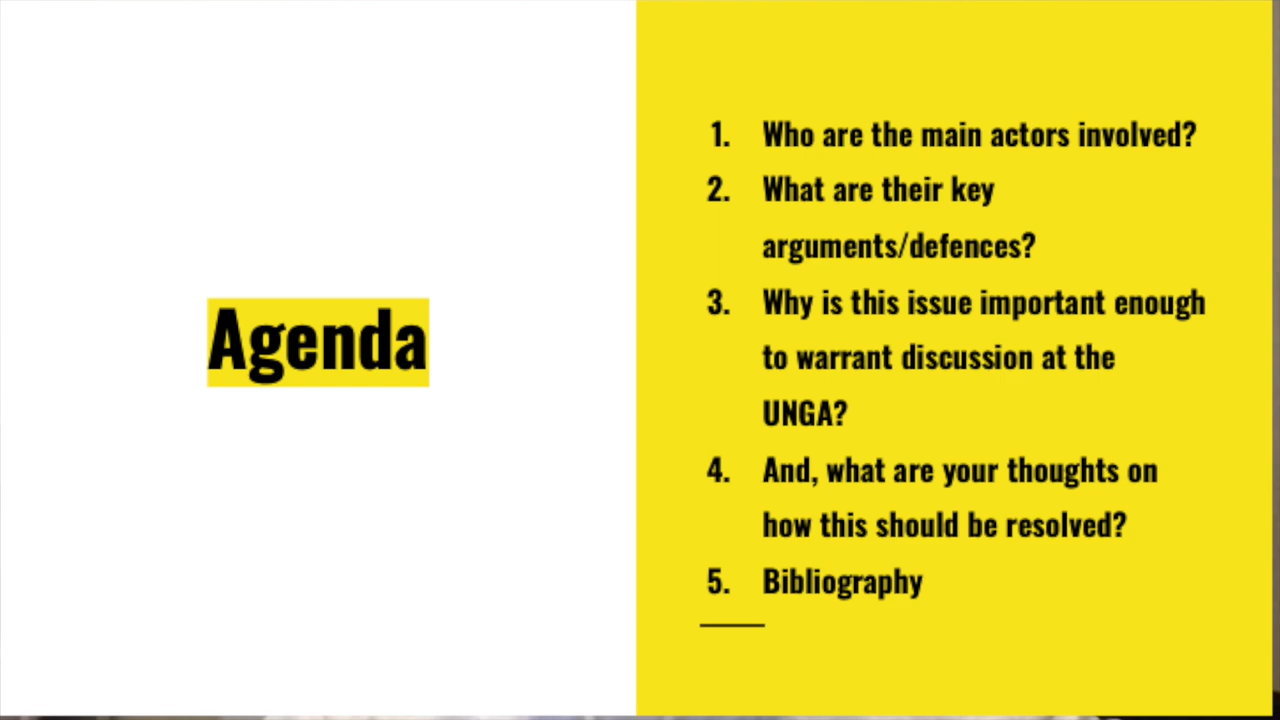 Agenda
1. Who are the main actors involved?
2. What are their key
arguments/defences?
3. Why is this issue important enough
to warrant discussion at the
UNGA?
4. And, what are your thoughts on
how this should be resolved?
5. Bibliography